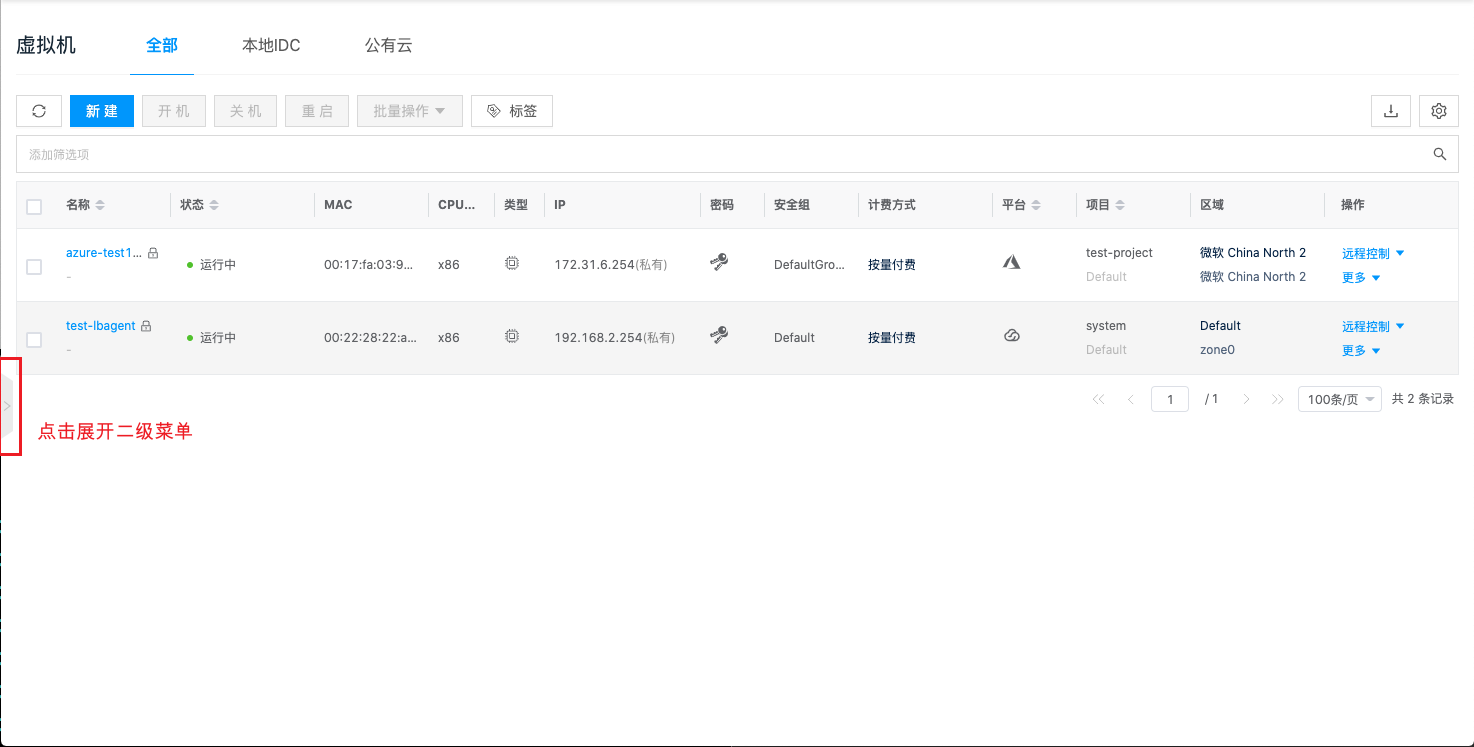 虚拟机 全部 本地IDC 公有云
新建 开机 关机 重启 批量操作 标签
添加筛选项
名称 状态 MAC CPU... 类型 IP 密码 安全组 计费方式 平台 项目 区域 操作
azure-test1... 运行中 00:17:fa:03:9... x86 172.31.6.254(私有) DefaultGro... 按量付费 test-project 微软 China North 2 远程控制
- Default 微软 China North 2 更多
test-lbagent 运行中 00:22:28:22:a... x86 192.168.2.254(私有) Default 按量付费 system Default 远程控制
- Default zone0 更多
1 / 1 100条/页 共 2 条记录
点击展开二级菜单